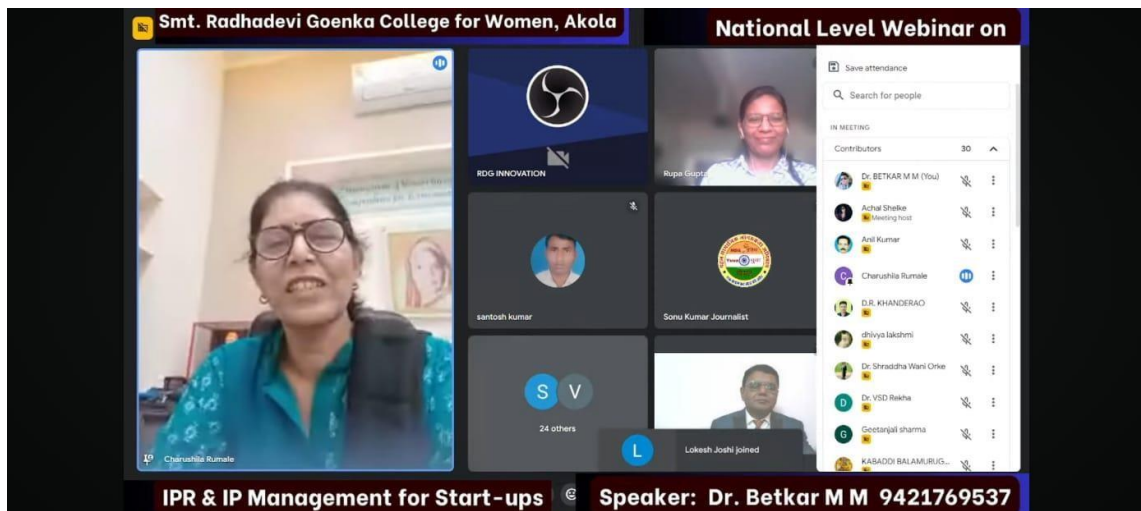 Smt. Radhadevi Goenka College for Women, Akola
National Level Webinar on
Save attendance
Search for people
IN MEETING
Contributors 30
Dr. BETKAR M M (You)
Achal Shelke
Meeting host
Anil Kumar
Charushila Rumale
D.R. KHANDERAO
dhivya lakshmi
Dr. Shraddha Wani Orke
Dr. VSD Rekha
Geetanjali sharma
KABADDI BALAMURUG...
RDG INNOVATION
Rupa Gupta
santosh kumar
Sonu Kumar Journalist
S V
24 others
L
Lokesh Joshi joined
Charushila Rumale
IPR & IP Management for Start-ups
Speaker: Dr. Betkar M M 9421769537